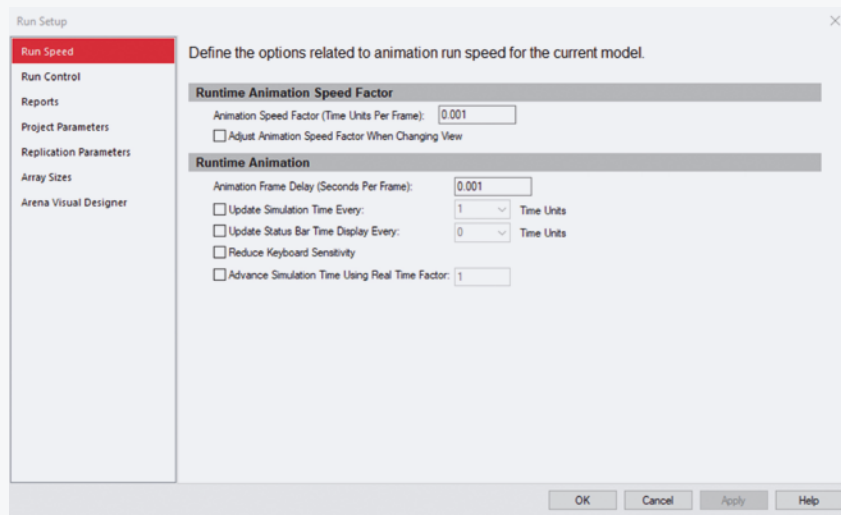 Run Setup
Run Speed
Run Control
Reports
Project Parameters
Replication Parameters
Array Sizes
Arena Visual Designer
Define the options related to animation run speed for the current model.
Runtime Animation Speed Factor
Animation Speed Factor (Time Units Per Frame): 0.001
Adjust Animation Speed Factor When Changing View
Runtime Animation
Animation Frame Delay (Seconds Per Frame): 0.001
Update Simulation Time Every: 1 Time Units
Update Status Bar Time Display Every: 0 Time Units
Reduce Keyboard Sensitivity
Advance Simulation Time Using Real Time Factor: 1
OK Cancel Apply Help